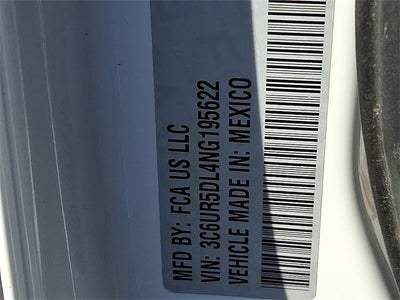 MFD BY: FCA US LLC
VIN: 3C6UR5DL4NG195622
VEHICLE MADE IN: MEXICO